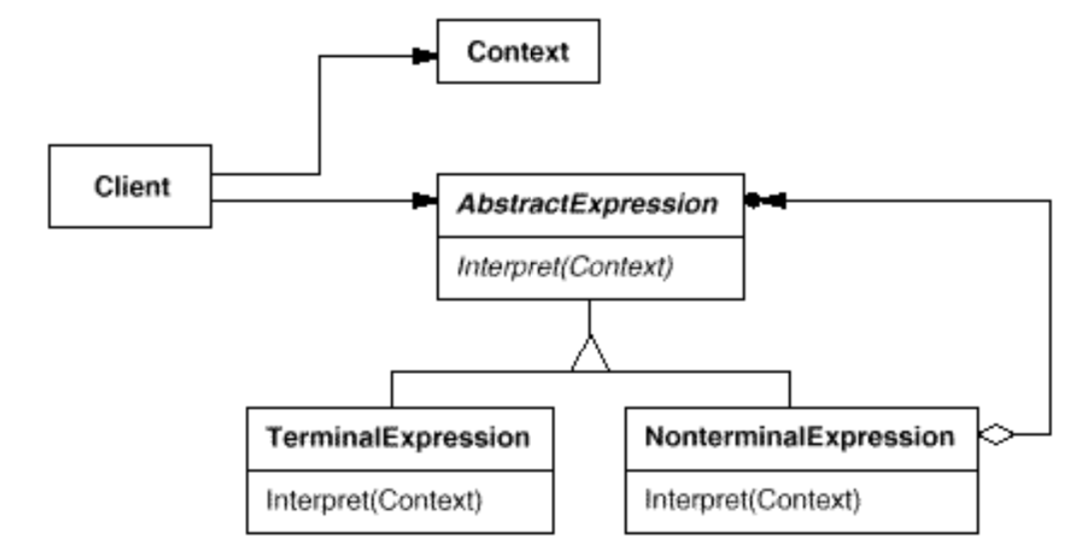 Context
Client
AbstractExpression
Interpret(Context)
TerminalExpression
Interpret(Context)
NonterminalExpression
Interpret(Context)